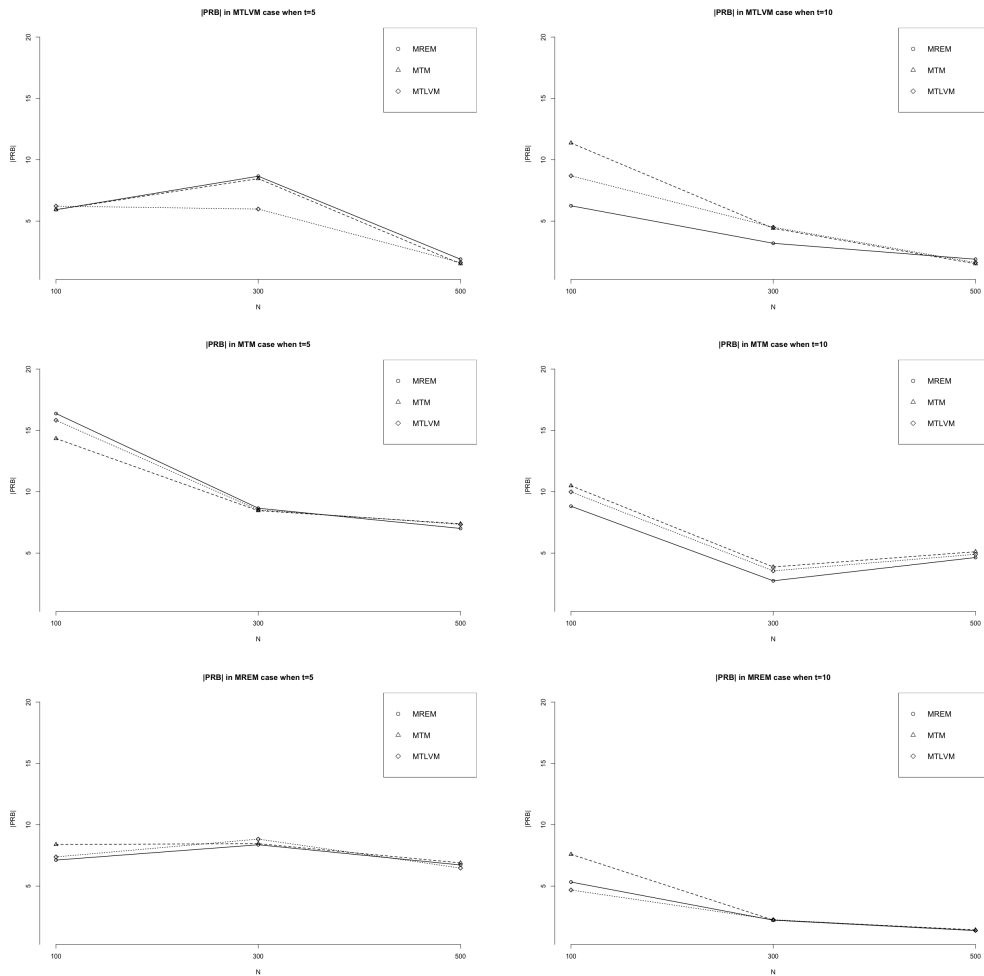 |PRB| in MTLVM case when t=5
20
15
10
5
|PRB|
MREM
MTM
MTLVM
100
300
500
N
|PRB| in MTLVM case when t=10
20
15
10
5
|PRB|
MREM
MTM
MTLVM
100
300
500
N
|PRB| in MTM case when t=5
20
15
10
5
|PRB|
MREM
MTM
MTLVM
100
300
500
N
|PRB| in MTM case when t=10
20
15
10
5
|PRB|
MREM
MTM
MTLVM
100
300
500
N
|PRB| in MREM case when t=5
20
15
10
5
|PRB|
MREM
MTM
MTLVM
100
300
500
N
|PRB| in MREM case when t=10
20
15
10
5
|PRB|
MREM
MTM
MTLVM
100
300
500
N